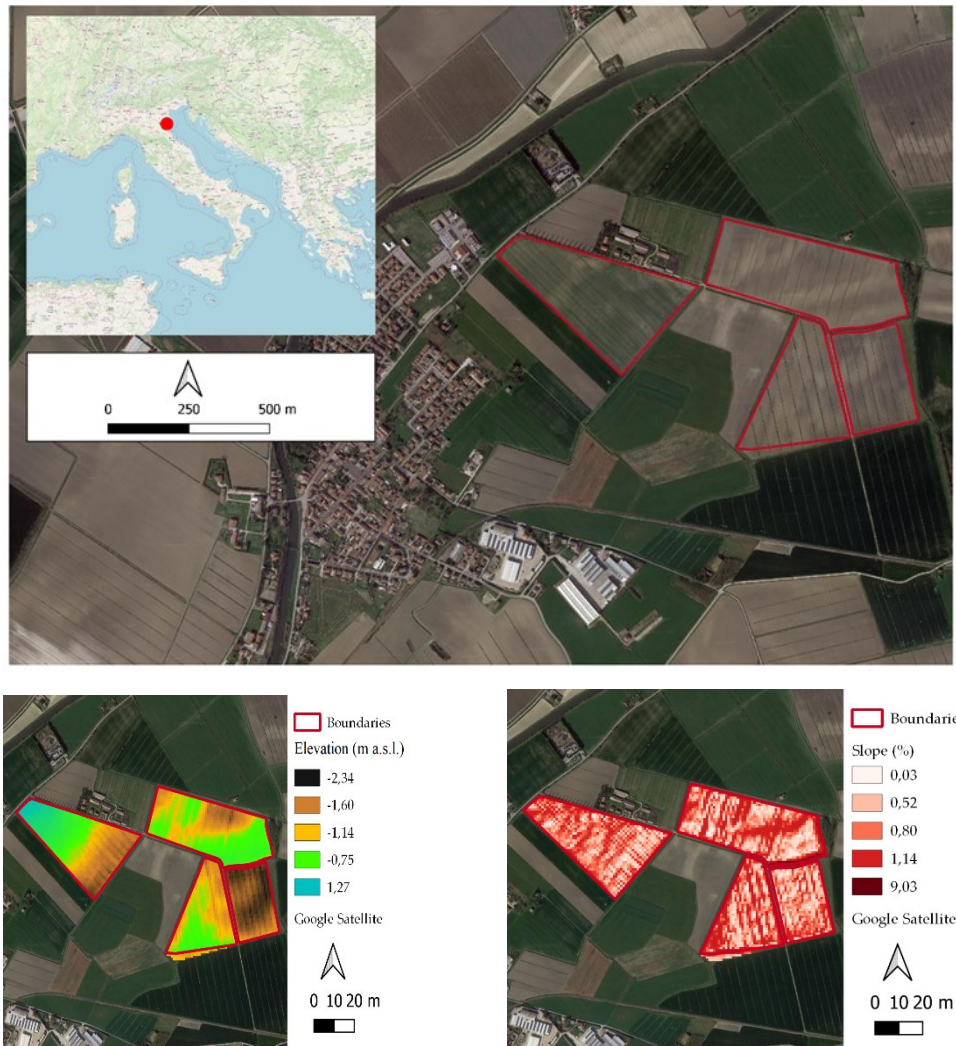 0 250 500 m
Boundaries
Elevation (m a.s.l.)
-2,34
-1,60
-1,14
-0,75
1,27
Google Satellite
0 10 20 m
Boundarie
Slope (%)
0,03
0,52
0,80
1,14
9,03
Google Satellite
0 10 20 m